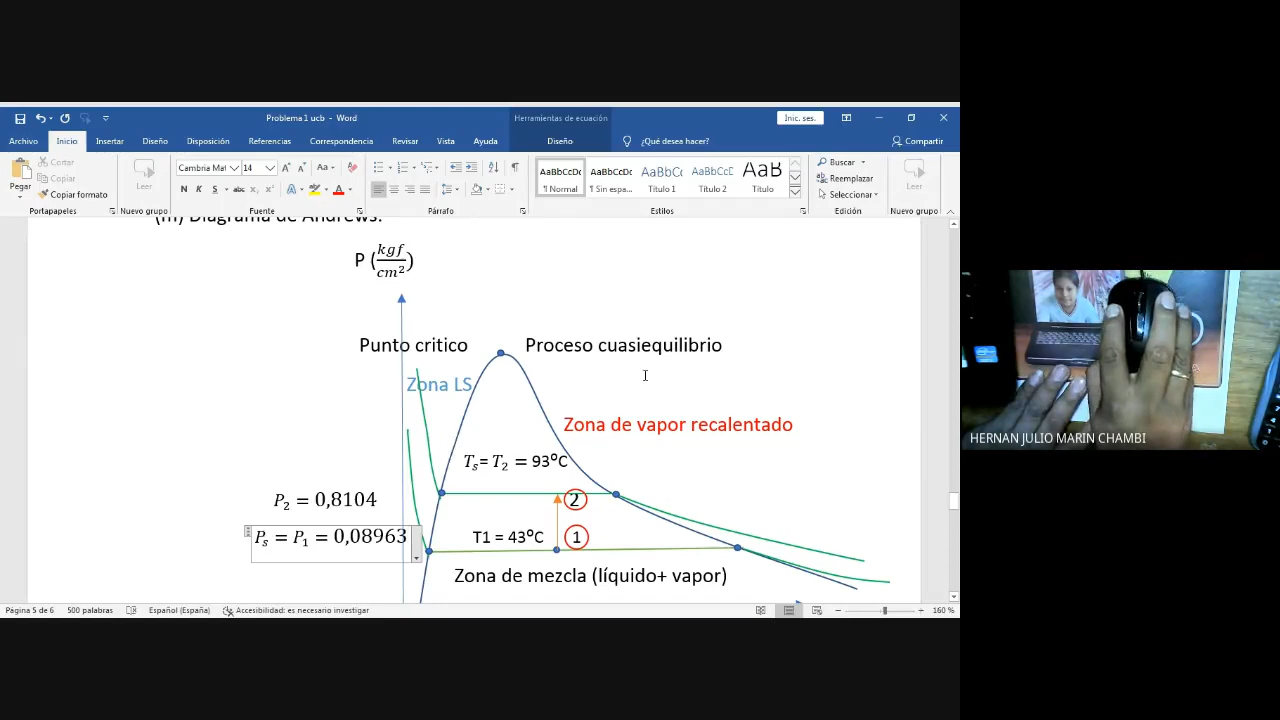 Problema 1 ucb - Word
Herramientas de ecuación
Inic. ses.
Archivo
Inicio
Insertar
Diseño
Disposición
Referencias
Correspondencia
Revisar
Vista
Ayuda
Diseño
¿Qué desea hacer?
Compartir
Pegar
Cortar
Copiar
Copiar formato
Portapapeles
Leer
Nuevo grupo
Cambria Mat
14
Fuente
Párrafo
AaBbCcDc
¶ Normal
AaBbCcDc
¶ Sin espa...
AaBbCc
Título 1
AaBbCcC
Título 2
AaB
Título
Estilos
Buscar
Reemplazar
Seleccionar
Edición
Leer
Nuevo grupo
(m) Diagrama de Andrews.
P (kgf/cm²)
Punto critico
Proceso cuasiequilibrio
Zona LS
Zona de vapor recalentado
Ts= T2 = 93ºC
P2 = 0,8104
2
Ps = P1 = 0,08963
T1 = 43ºC
1
Zona de mezcla (líquido+ vapor)
Página 5 de 6
500 palabras
Español (España)
Accesibilidad: es necesario investigar
160 %
HERNAN JULIO MARIN CHAMBI